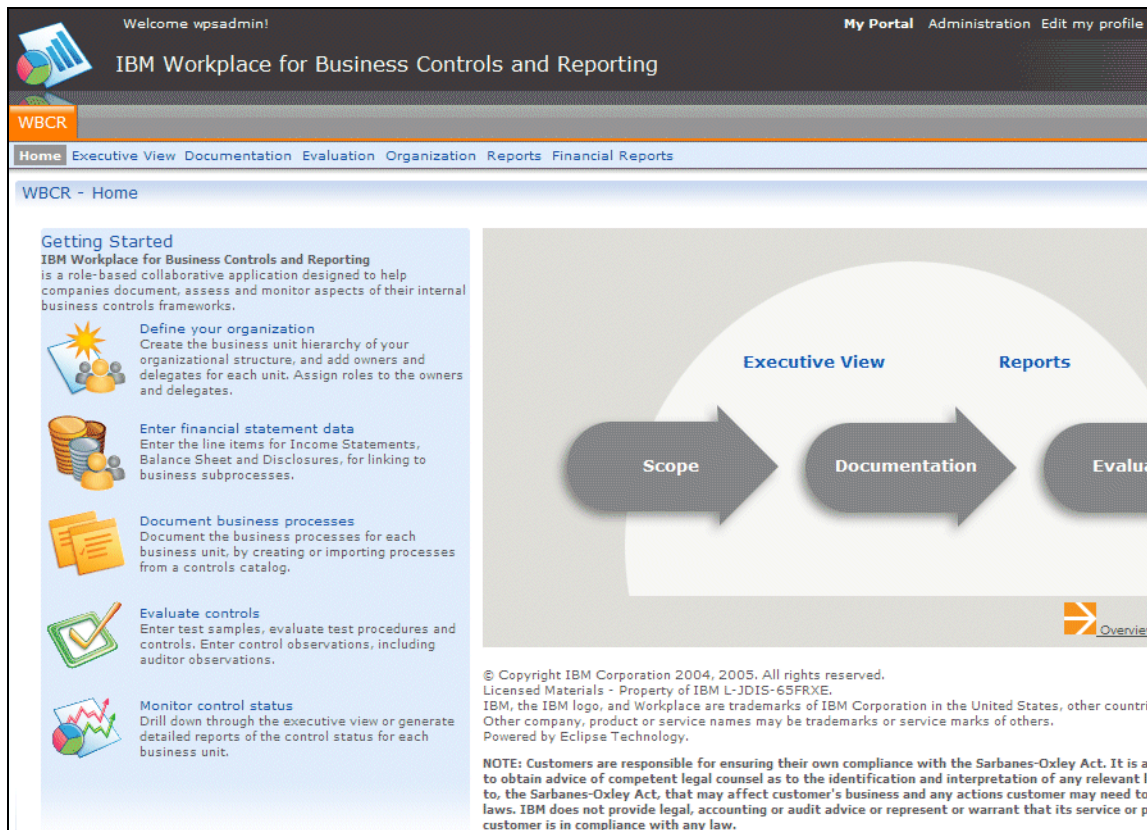 Welcome wpsadmin!
My Portal Administration Edit my profile
IBM Workplace for Business Controls and Reporting
WBCR
Home Executive View Documentation Evaluation Organization Reports Financial Reports
WBCR - Home
Getting Started
IBM Workplace for Business Controls and Reporting
is a role-based collaborative application designed to help
companies document, assess and monitor aspects of their internal
business controls frameworks.
Define your organization
Create the business unit hierarchy of your
organizational structure, and add owners and
delegates for each unit. Assign roles to the owners
and delegates.
Enter financial statement data
Enter the line items for Income Statements,
Balance Sheet and Disclosures, for linking to
business subprocesses.
Document business processes
Document the business processes for each
business unit, by creating or importing processes
from a controls catalog.
Evaluate controls
Enter test samples, evaluate test procedures and
controls. Enter control observations, including
auditor observations.
Monitor control status
Drill down through the executive view or generate
detailed reports of the control status for each
business unit.
Executive View Reports
Scope Documentation Evalua
Overvie
© Copyright IBM Corporation 2004, 2005. All rights reserved.
Licensed Materials - Property of IBM L-JDIS-65FRXE.
IBM, the IBM logo, and Workplace are trademarks of IBM Corporation in the United States, other countri
Other company, product or service names may be trademarks or service marks of others.
Powered by Eclipse Technology.
NOTE: Customers are responsible for ensuring their own compliance with the Sarbanes-Oxley Act. It is a
to obtain advice of competent legal counsel as to the identification and interpretation of any relevant l
to, the Sarbanes-Oxley Act, that may affect customer's business and any actions customer may need to
laws. IBM does not provide legal, accounting or audit advice or represent or warrant that its service or p
customer is in compliance with any law.